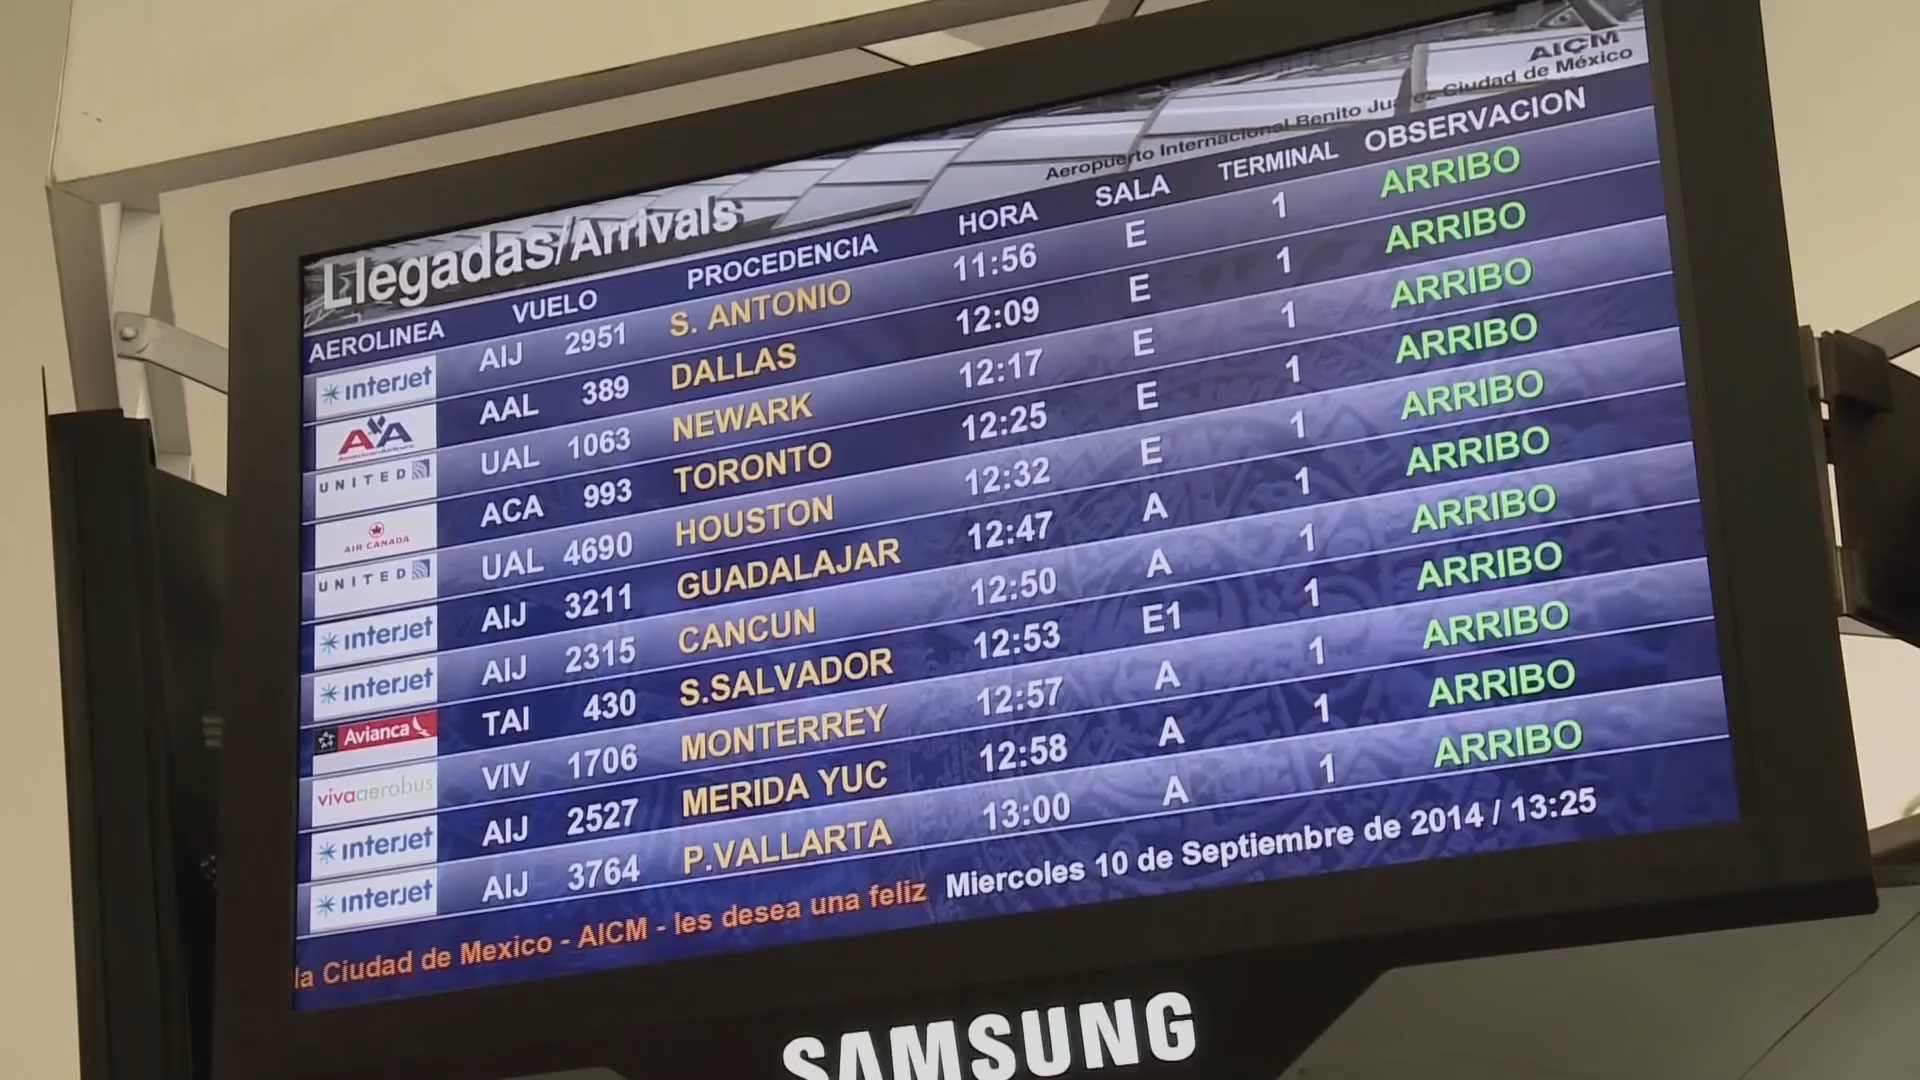 AICM
Aeropuerto Internacional Benito Juarez Ciudad de México
Llegadas/Arrivals
AEROLINEA VUELO PROCEDENCIA HORA SALA TERMINAL OBSERVACION
interjet AIJ 2951 S. ANTONIO 11:56 E 1 ARRIBO
AA AmericanAirlines AAL 389 DALLAS 12:09 E 1 ARRIBO
UNITED UAL 1063 NEWARK 12:17 E 1 ARRIBO
AIR CANADA ACA 993 TORONTO 12:25 E 1 ARRIBO
UNITED UAL 4690 HOUSTON 12:32 E 1 ARRIBO
interjet AIJ 3211 GUADALAJAR 12:47 A 1 ARRIBO
interjet AIJ 2315 CANCUN 12:50 A 1 ARRIBO
Avianca TAI 430 S.SALVADOR 12:53 E1 1 ARRIBO
vivaaerobus VIV 1706 MONTERREY 12:57 A 1 ARRIBO
interjet AIJ 2527 MERIDA YUC 12:58 A 1 ARRIBO
interjet AIJ 3764 P.VALLARTA 13:00 A 1 ARRIBO
la Ciudad de Mexico - AICM - les desea una feliz Miercoles 10 de Septiembre de 2014 / 13:25
SAMSUNG